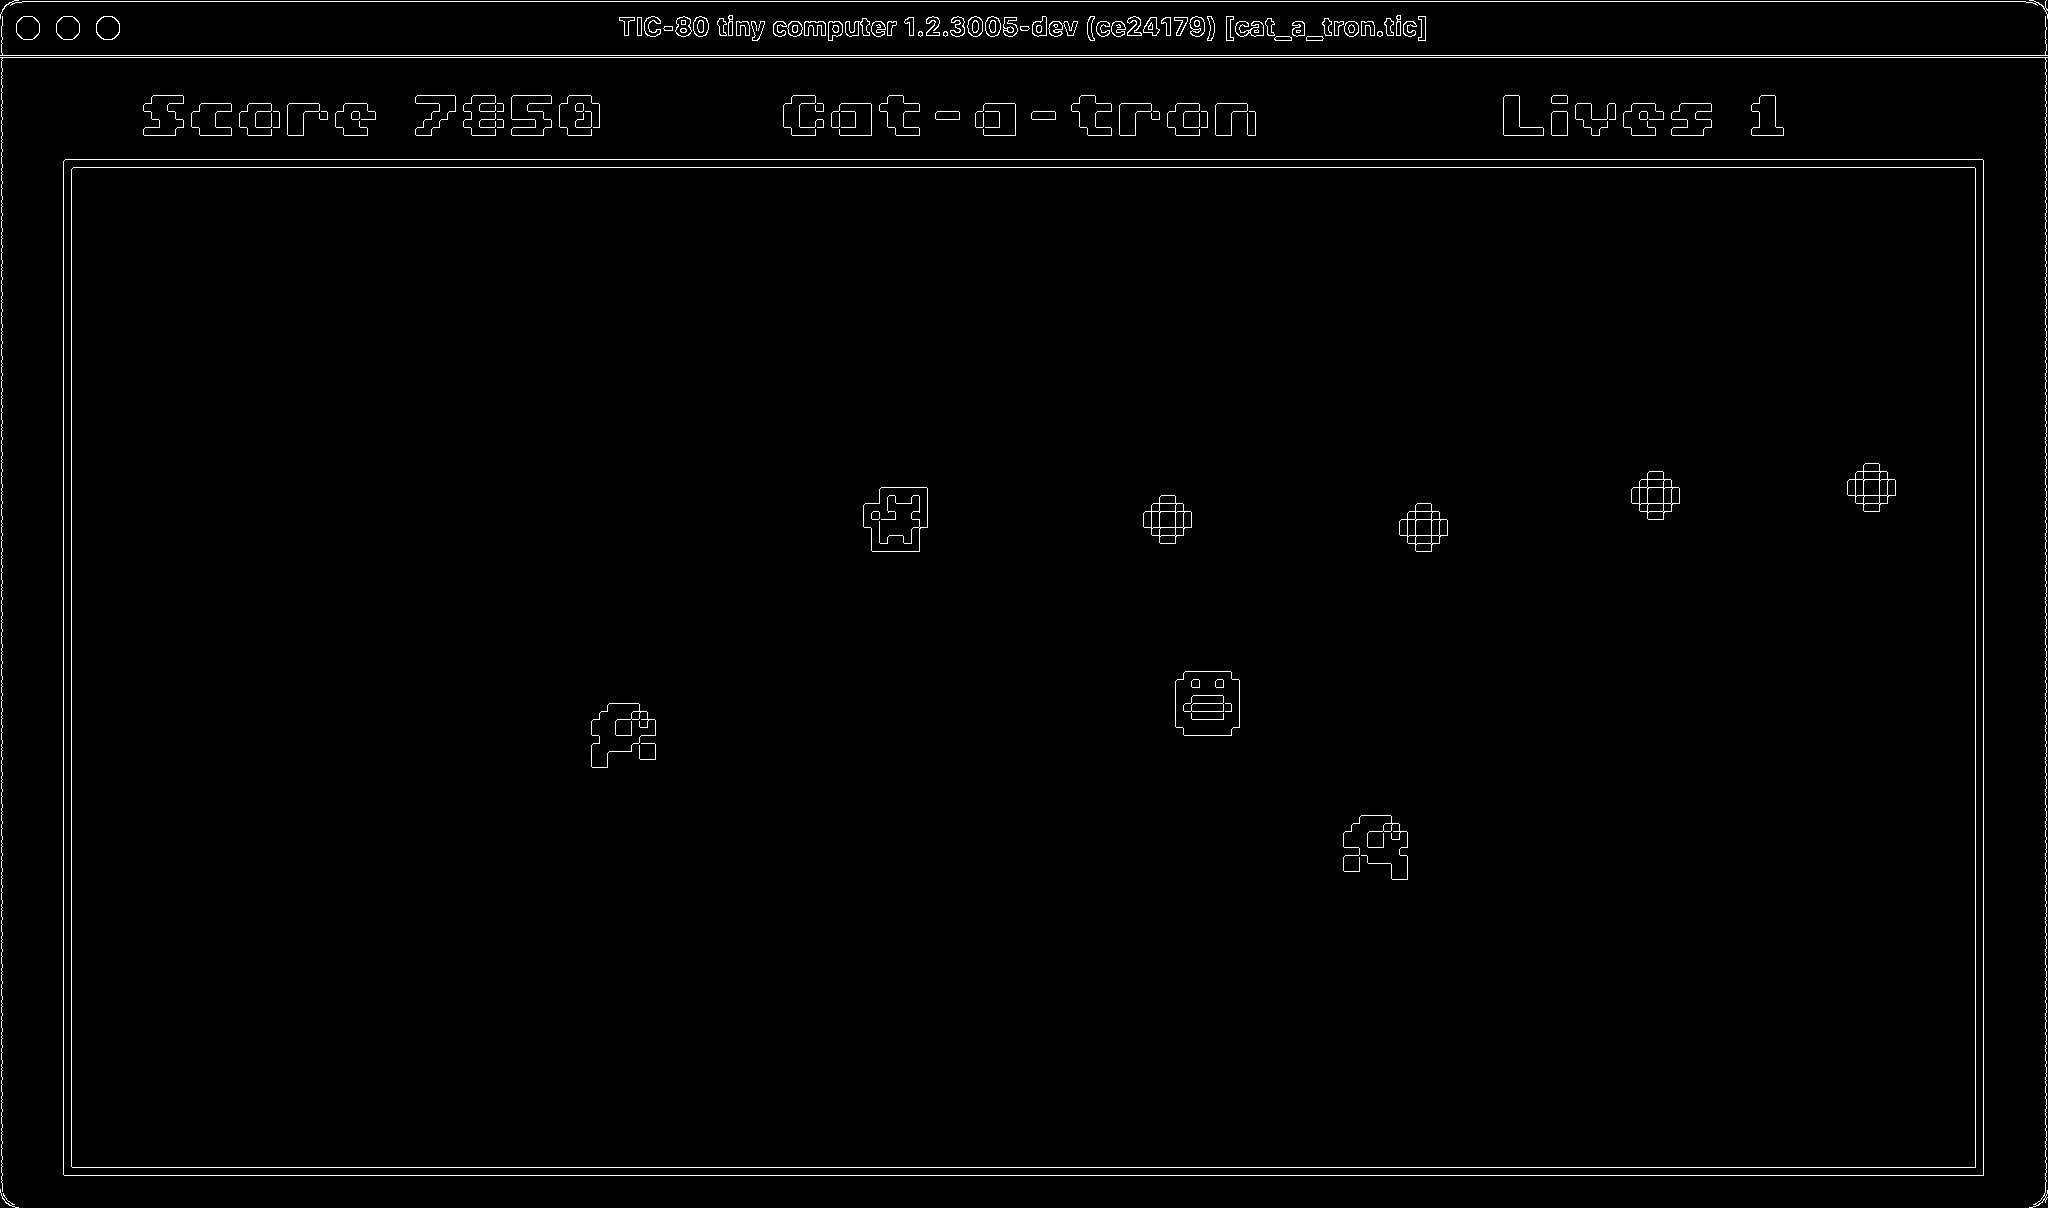 TIC-80 tiny computer 1.2.3005-dev (ce24179) [cat_a_tron.tic]
Score 7850 Cat-a-tron Lives 1